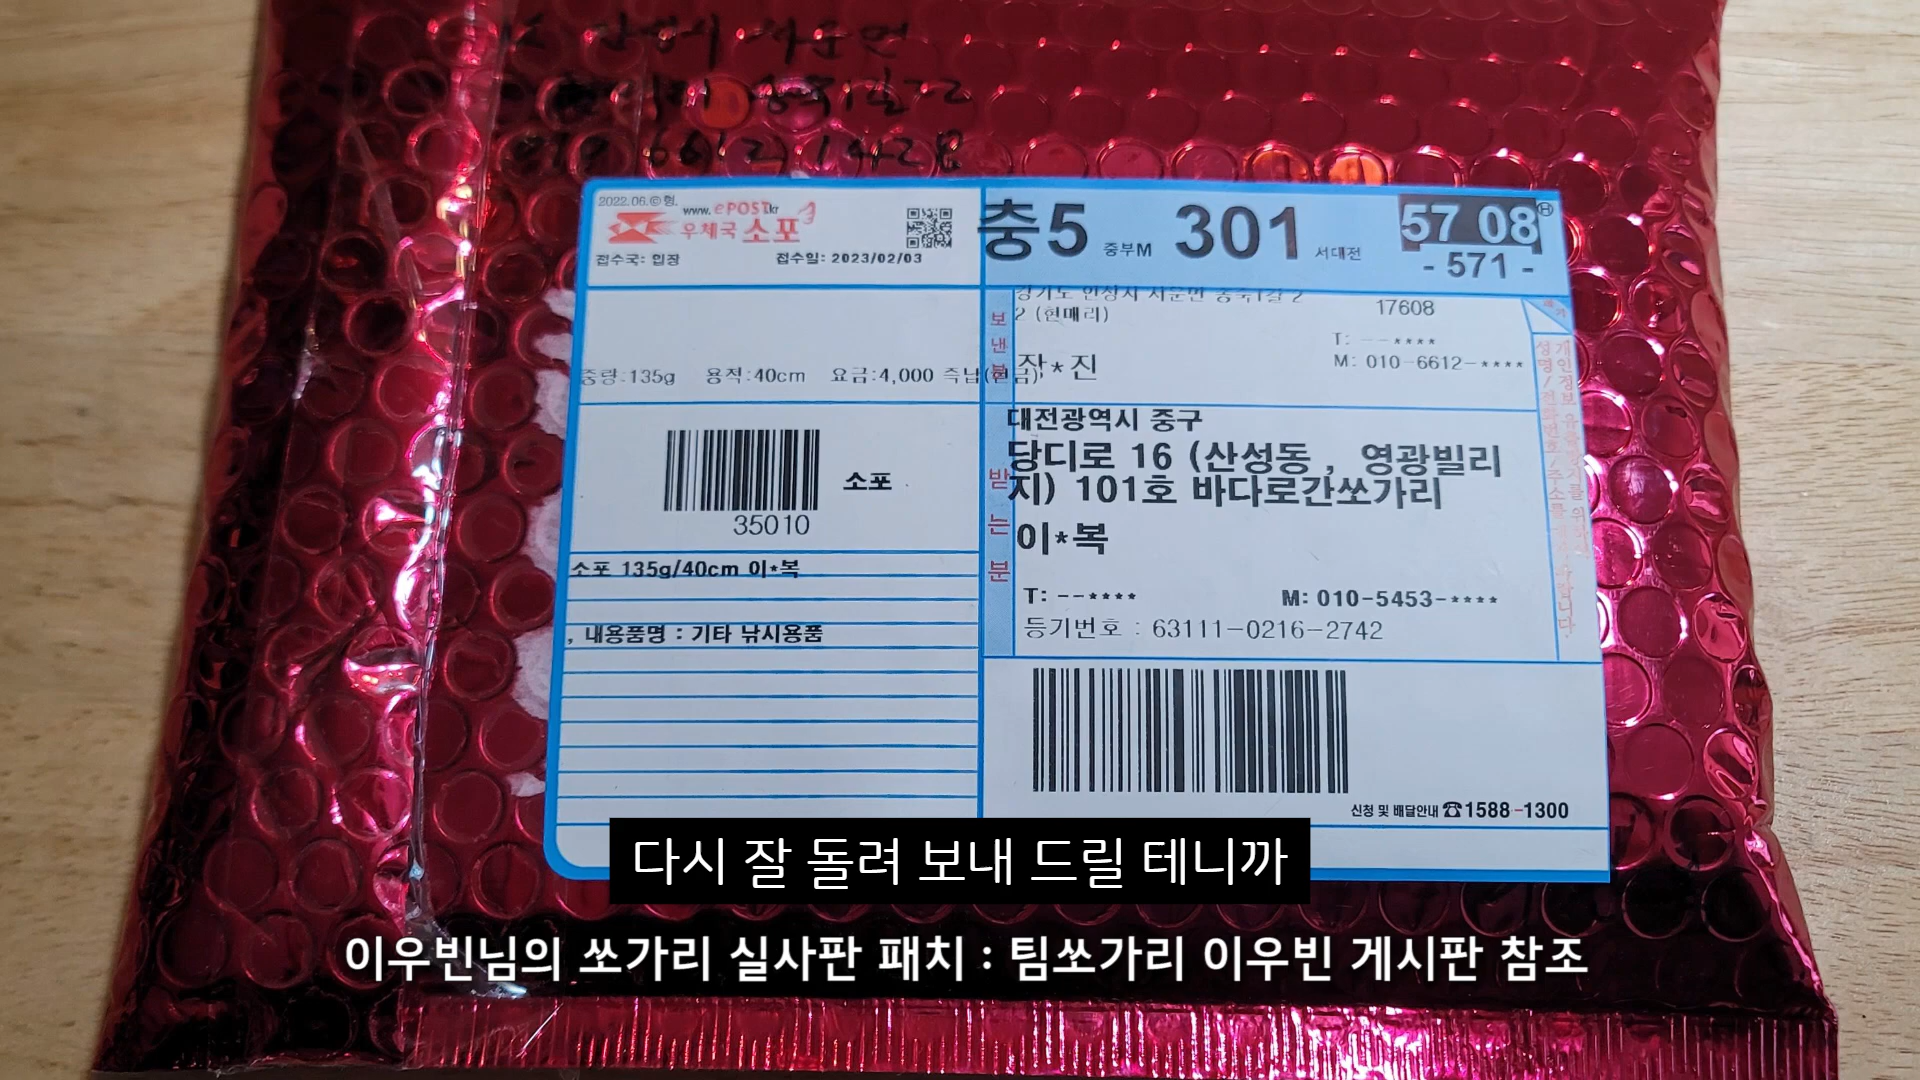 2022.06.ⓒ형.
www.ePOST.kr
우체국 소포
접수국: 입장
접수일: 2023/02/03
충5 중부M 301 서대전
57 08
- 571 -
2 (현매리)
17608
T: --****
M: 010-6612-****
보낸분
*진
중량:135g 용적:40cm 요금:4,000 즉납(현금)
35010
소포
소포 135g/40cm 이*복
, 내용품명 : 기타 낚시용품
받는분
대전광역시 중구
당디로 16 (산성동 , 영광빌리
지) 101호 바다로간쏘가리
이*복
T: --****
M: 010-5453-****
등기번호 : 63111-0216-2742
신청 및 배달안내 ☎1588-1300
다시 잘 돌려 보내 드릴 테니까
이우빈님의 쏘가리 실사판 패치 : 팀쏘가리 이우빈 게시판 참조